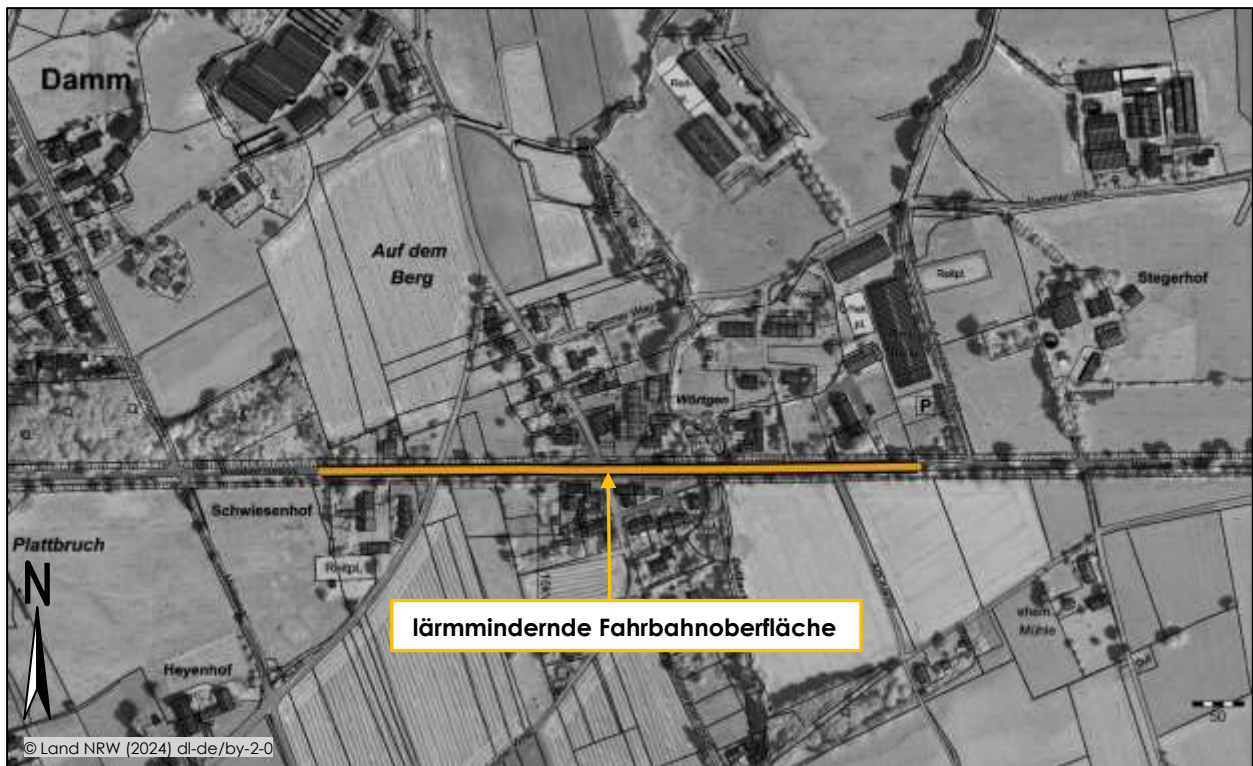 Damm
Auf dem
Berg
Reitpl.
Stegerhof
Wörtgen
P
Schwiesenhof
Plattbruch
Reitpl.
N
lärmmindernde Fahrbahnoberfläche
ehem.
Mühle
Heyenhof
50
© Land NRW (2024) dl-de/by-2-0